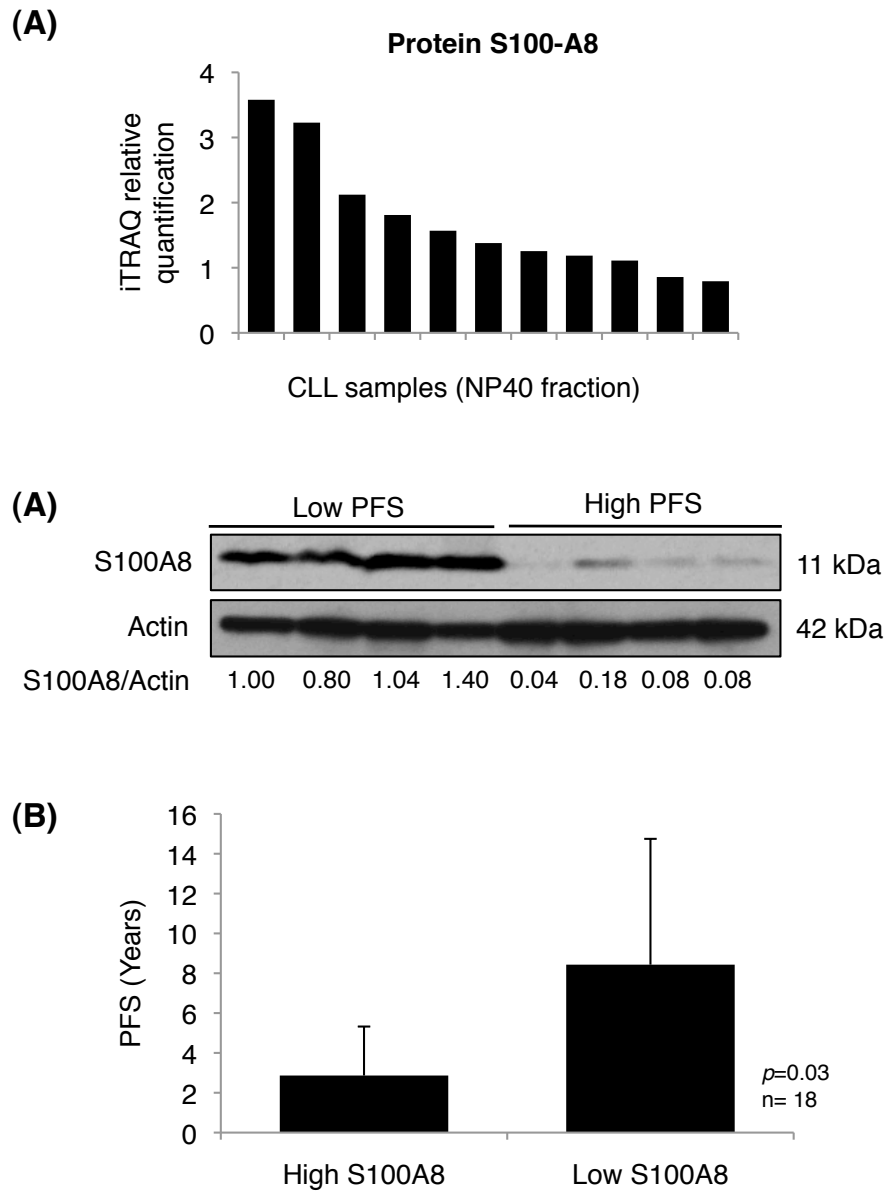 (A)
Protein S100-A8
iTRAQ relative
quantification
4
3
2
1
0
CLL samples (NP40 fraction)
(A)
Low PFS
High PFS
S100A8
11 kDa
Actin
42 kDa
S100A8/Actin 1.00 0.80 1.04 1.40 0.04 0.18 0.08 0.08
(B)
PFS (Years)
16
14
12
10
8
6
4
2
0
p=0.03
n= 18
High S100A8
Low S100A8